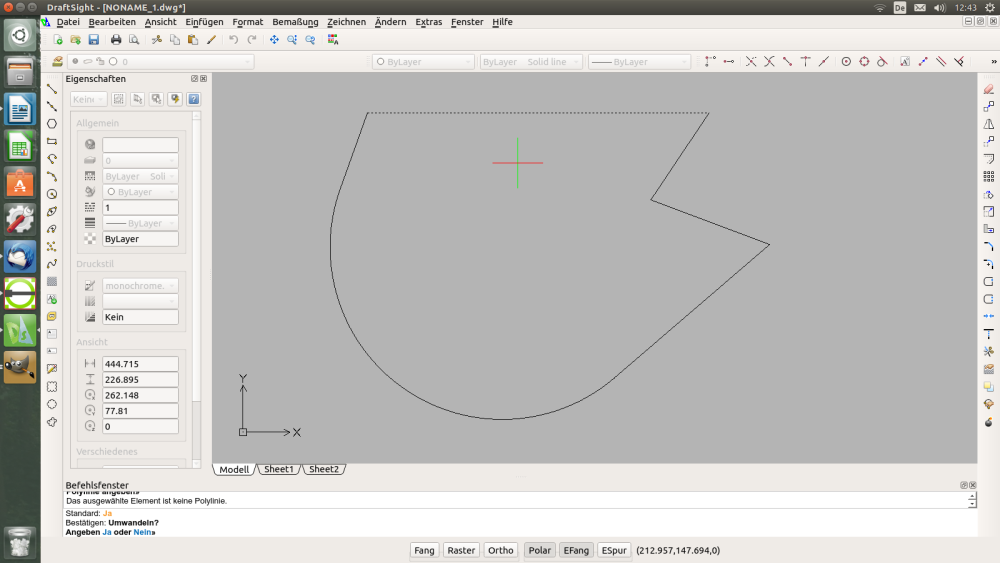 DraftSight - [NONAME_1.dwg*]
De
12:43
Datei Bearbeiten Ansicht Einfügen Format Bemaßung Zeichnen Ändern Extras Fenster Hilfe
0
ByLayer
ByLayer Solid line
ByLayer
»
Eigenschaften
Allgemein
0
ByLayer Soli
ByLayer
1
ByLayer
ByLayer
Druckstil
monochrome.
Kein
Ansicht
444.715
226.895
262.148
77.81
0
Verschiedenes
Y
X
Modell Sheet1 Sheet2
Befehlsfenster
Polylinie angeben»
Das ausgewählte Element ist keine Polylinie.
Standard: Ja
Bestätigen: Umwandeln?
Angeben Ja oder Nein»
Fang Raster Ortho Polar EFang ESpur (212.957,147.694,0)